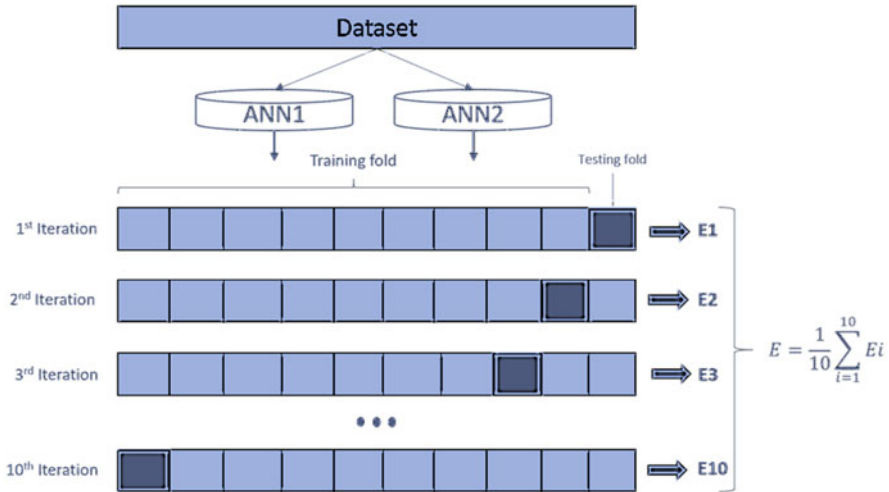 Dataset
ANN1 ANN2
Training fold Testing fold
1st Iteration E1
2nd Iteration E2
3rd Iteration E3
E = 1/10 10∑i=1 Ei
...
10th Iteration E10